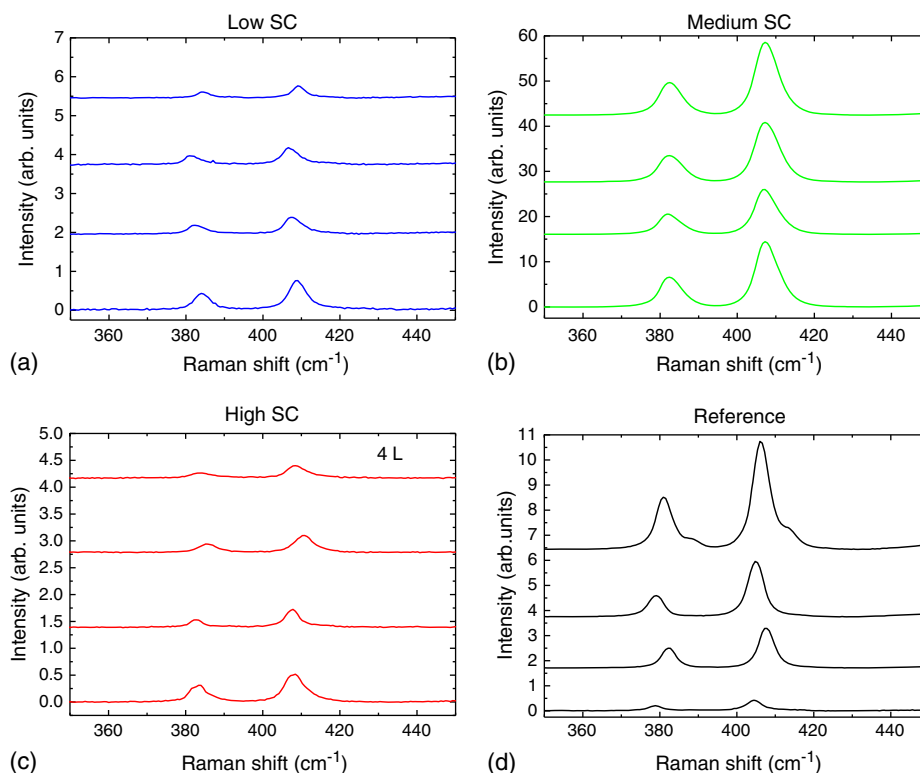 Low SC
7
6
5
4
3
2
1
0
Intensity (arb. units)
360 380 400 420 440
Raman shift (cm⁻¹)
(a)
Medium SC
60
50
40
30
20
10
0
Intensity (arb. units)
360 380 400 420 440
Raman shift (cm⁻¹)
(b)
High SC
4 L
5.0
4.5
4.0
3.5
3.0
2.5
2.0
1.5
1.0
0.5
0.0
Intensity (arb. units)
360 380 400 420 440
Raman shift (cm⁻¹)
(c)
Reference
11
10
9
8
7
6
5
4
3
2
1
0
Intensity (arb.units)
360 380 400 420 440
Raman shift (cm⁻¹)
(d)